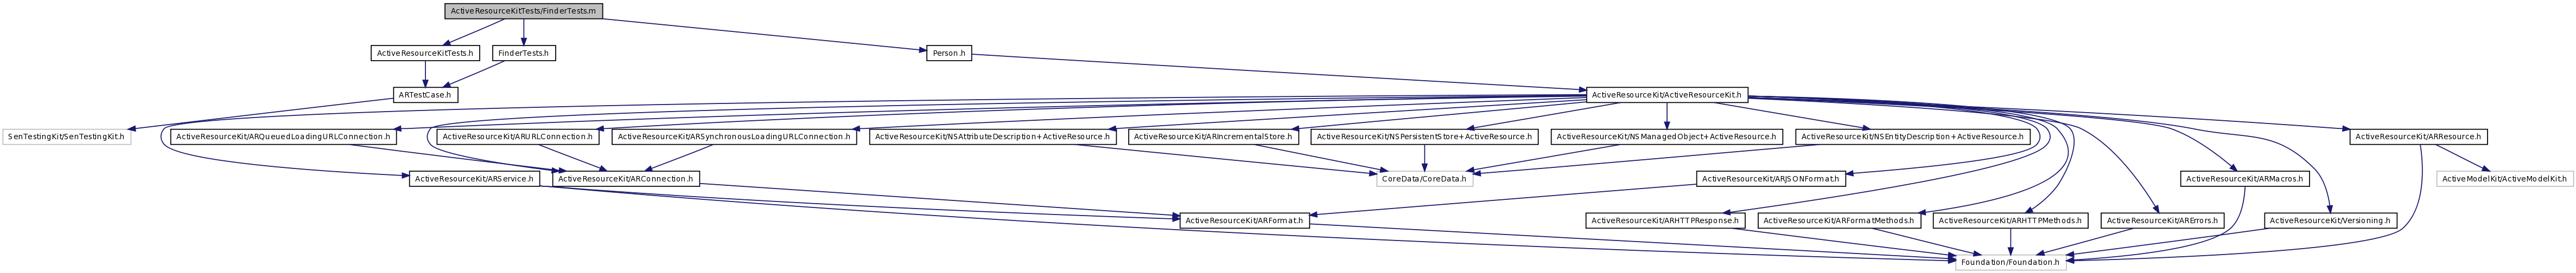 ActiveResourceKitTests/FinderTests.m
ActiveResourceKitTests.h
FinderTests.h
Person.h
ARTestCase.h
ActiveResourceKit/ActiveResourceKit.h
SenTestingKit/SenTestingKit.h
ActiveResourceKit/ARQueuedLoadingURLConnection.h
ActiveResourceKit/ARURLConnection.h
ActiveResourceKit/ARSynchronousLoadingURLConnection.h
ActiveResourceKit/NSAttributeDescription+ActiveResource.h
ActiveResourceKit/ARIncrementalStore.h
ActiveResourceKit/NSPersistentStore+ActiveResource.h
ActiveResourceKit/NSManagedObject+ActiveResource.h
ActiveResourceKit/NSEntityDescription+ActiveResource.h
ActiveResourceKit/ARResource.h
ActiveResourceKit/ARService.h
ActiveResourceKit/ARConnection.h
CoreData/CoreData.h
ActiveResourceKit/ARJSONFormat.h
ActiveResourceKit/ARMacros.h
ActiveModelKit/ActiveModelKit.h
ActiveResourceKit/ARFormat.h
ActiveResourceKit/ARHTTPResponse.h
ActiveResourceKit/ARFormatMethods.h
ActiveResourceKit/ARHTTPMethods.h
ActiveResourceKit/ARErrors.h
ActiveResourceKit/Versioning.h
Foundation/Foundation.h